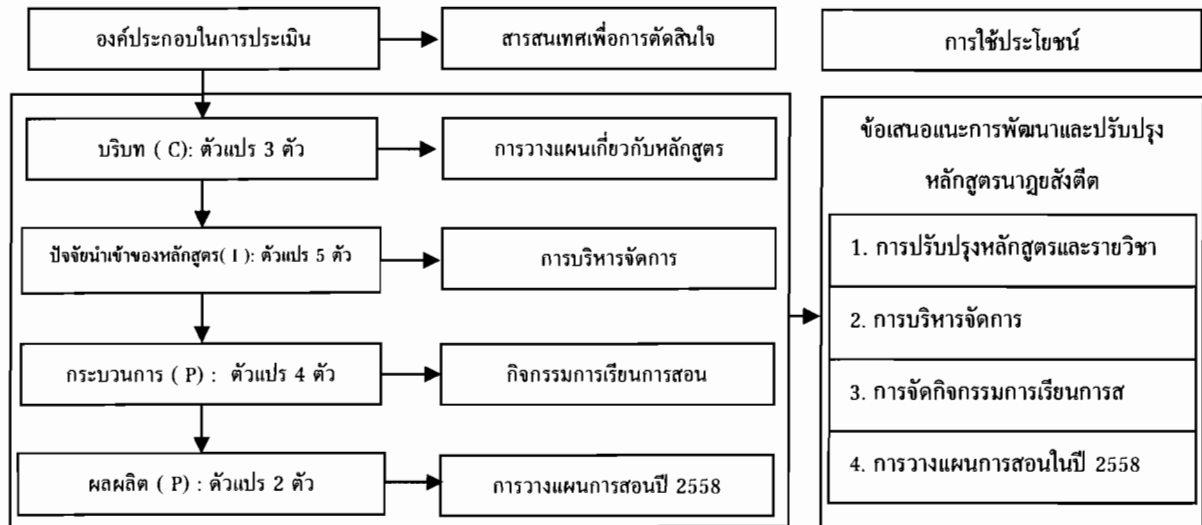 องค์ประกอบในการประเมิน
สารสนเทศเพื่อการตัดสินใจ
การใช้ประโยชน์
บริบท ( C): ตัวแปร 3 ตัว
การวางแผนเกี่ยวกับหลักสูตร
ข้อเสนอแนะการพัฒนาและปรับปรุง
หลักสูตรนาฏยสังตีต
ปัจจัยนำเข้าของหลักสูตร( I ): ตัวแปร 5 ตัว
การบริหารจัดการ
1. การปรับปรุงหลักสูตรและรายวิชา
2. การบริหารจัดการ
กระบวนการ ( P) : ตัวแปร 4 ตัว
กิจกรรมการเรียนการสอน
3. การจัดกิจกรรมการเรียนการส
ผลผลิต ( P) : ตัวแปร 2 ตัว
การวางแผนการสอนปี 2558
4. การวางแผนการสอนในปี 2558